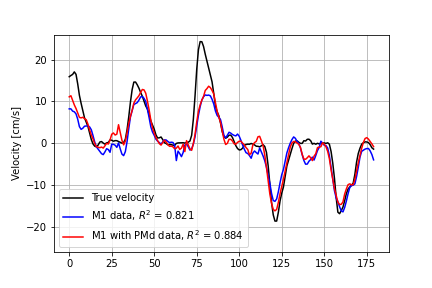 20
10
0
−10
−20
Velocity [cm/s]
True velocity
M1 data, R² = 0.821
M1 with PMd data, R² = 0.884
0 25 50 75 100 125 150 175